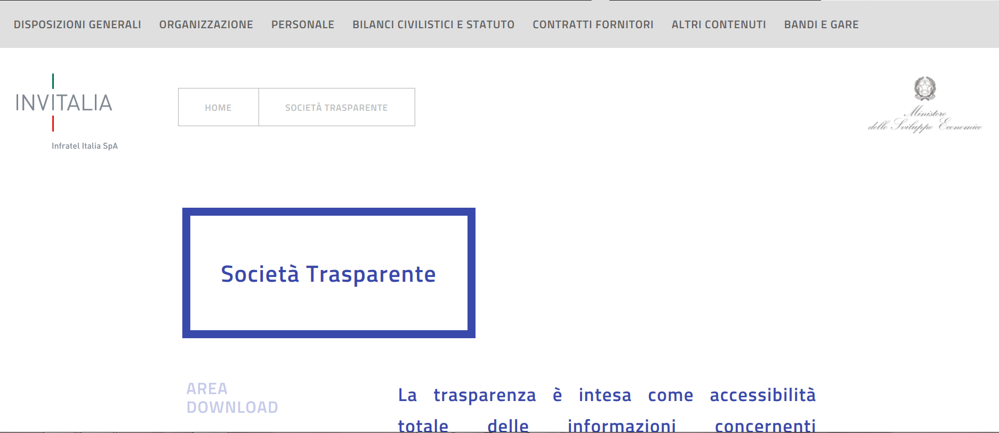 DISPOSIZIONI GENERALI ORGANIZZAZIONE PERSONALE BILANCI CIVILISTICI E STATUTO CONTRATTI FORNITORI ALTRI CONTENUTI BANDI E GARE
INVITALIA
Infratel Italia SpA
HOME SOCIETÀ TRASPARENTE
Ministero
dello Sviluppo Economico
Società Trasparente
AREA
DOWNLOAD
La trasparenza è intesa come accessibilità
totale delle informazioni concernenti